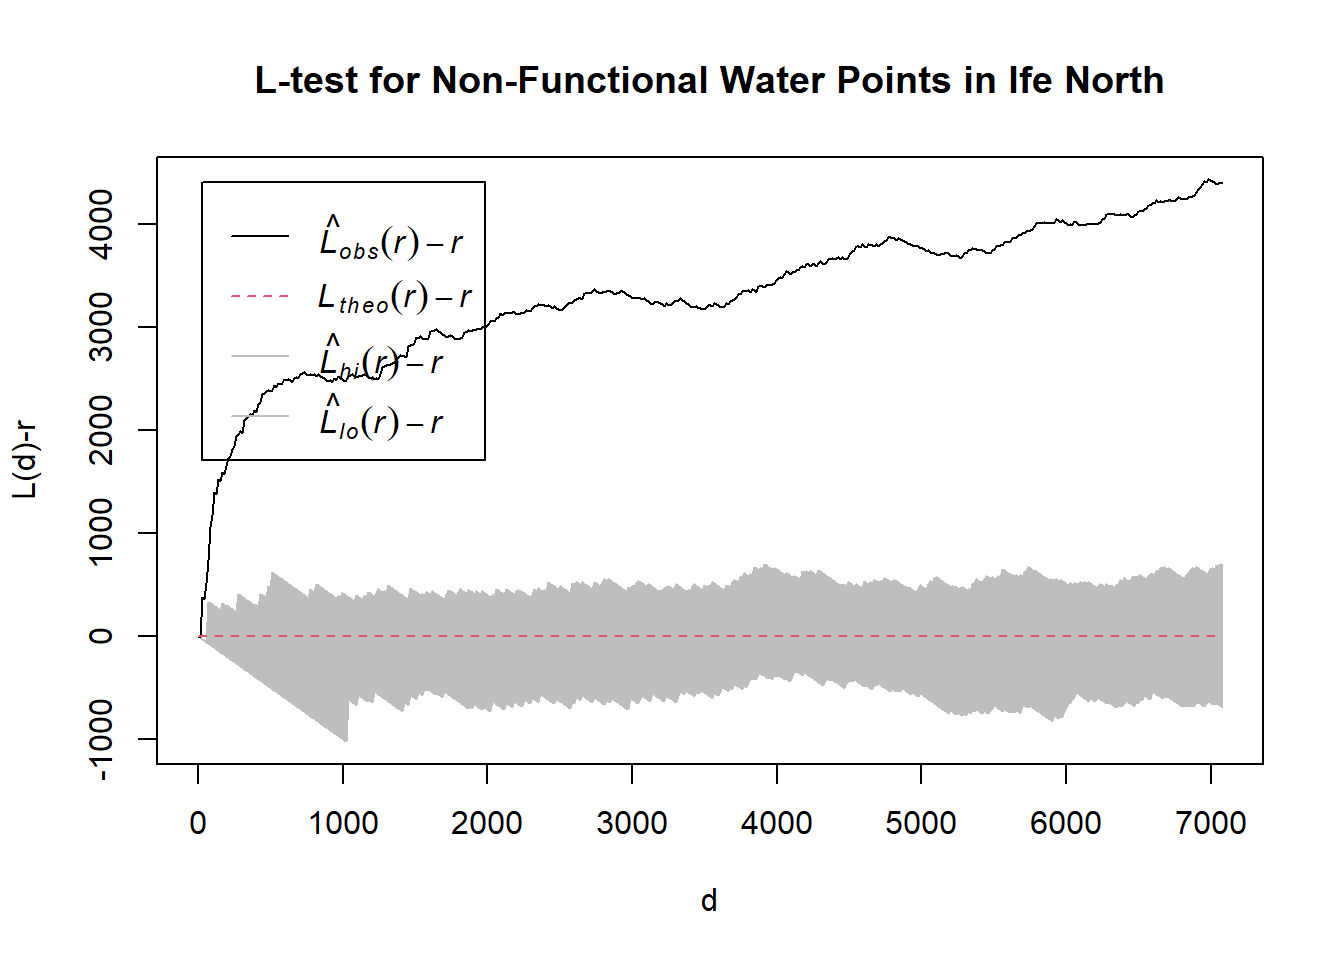 L-test for Non-Functional Water Points in Ife North
L̂obs(r) – r
Ltheo(r) – r
L̂hi(r) – r
L̂lo(r) – r
L(d)-r
4000
3000
2000
1000
0
-1000
0 1000 2000 3000 4000 5000 6000 7000
d